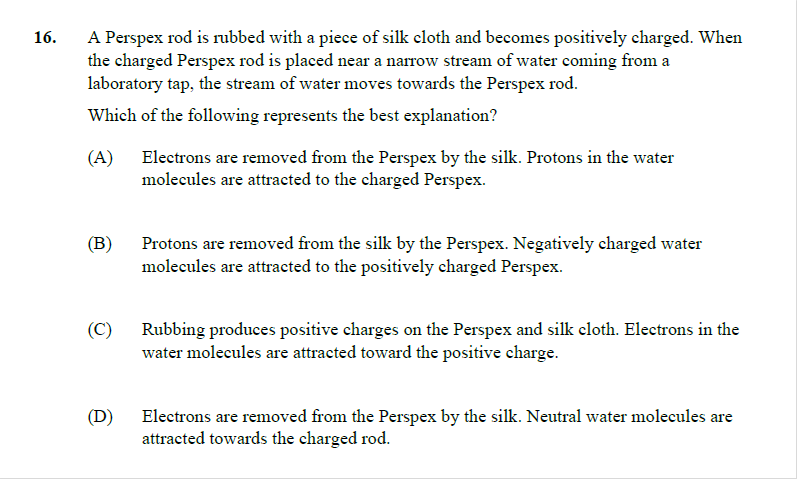 16. A Perspex rod is rubbed with a piece of silk cloth and becomes positively charged. When
the charged Perspex rod is placed near a narrow stream of water coming from a
laboratory tap, the stream of water moves towards the Perspex rod.
Which of the following represents the best explanation?
(A) Electrons are removed from the Perspex by the silk. Protons in the water
molecules are attracted to the charged Perspex.
(B) Protons are removed from the silk by the Perspex. Negatively charged water
molecules are attracted to the positively charged Perspex.
(C) Rubbing produces positive charges on the Perspex and silk cloth. Electrons in the
water molecules are attracted toward the positive charge.
(D) Electrons are removed from the Perspex by the silk. Neutral water molecules are
attracted towards the charged rod.